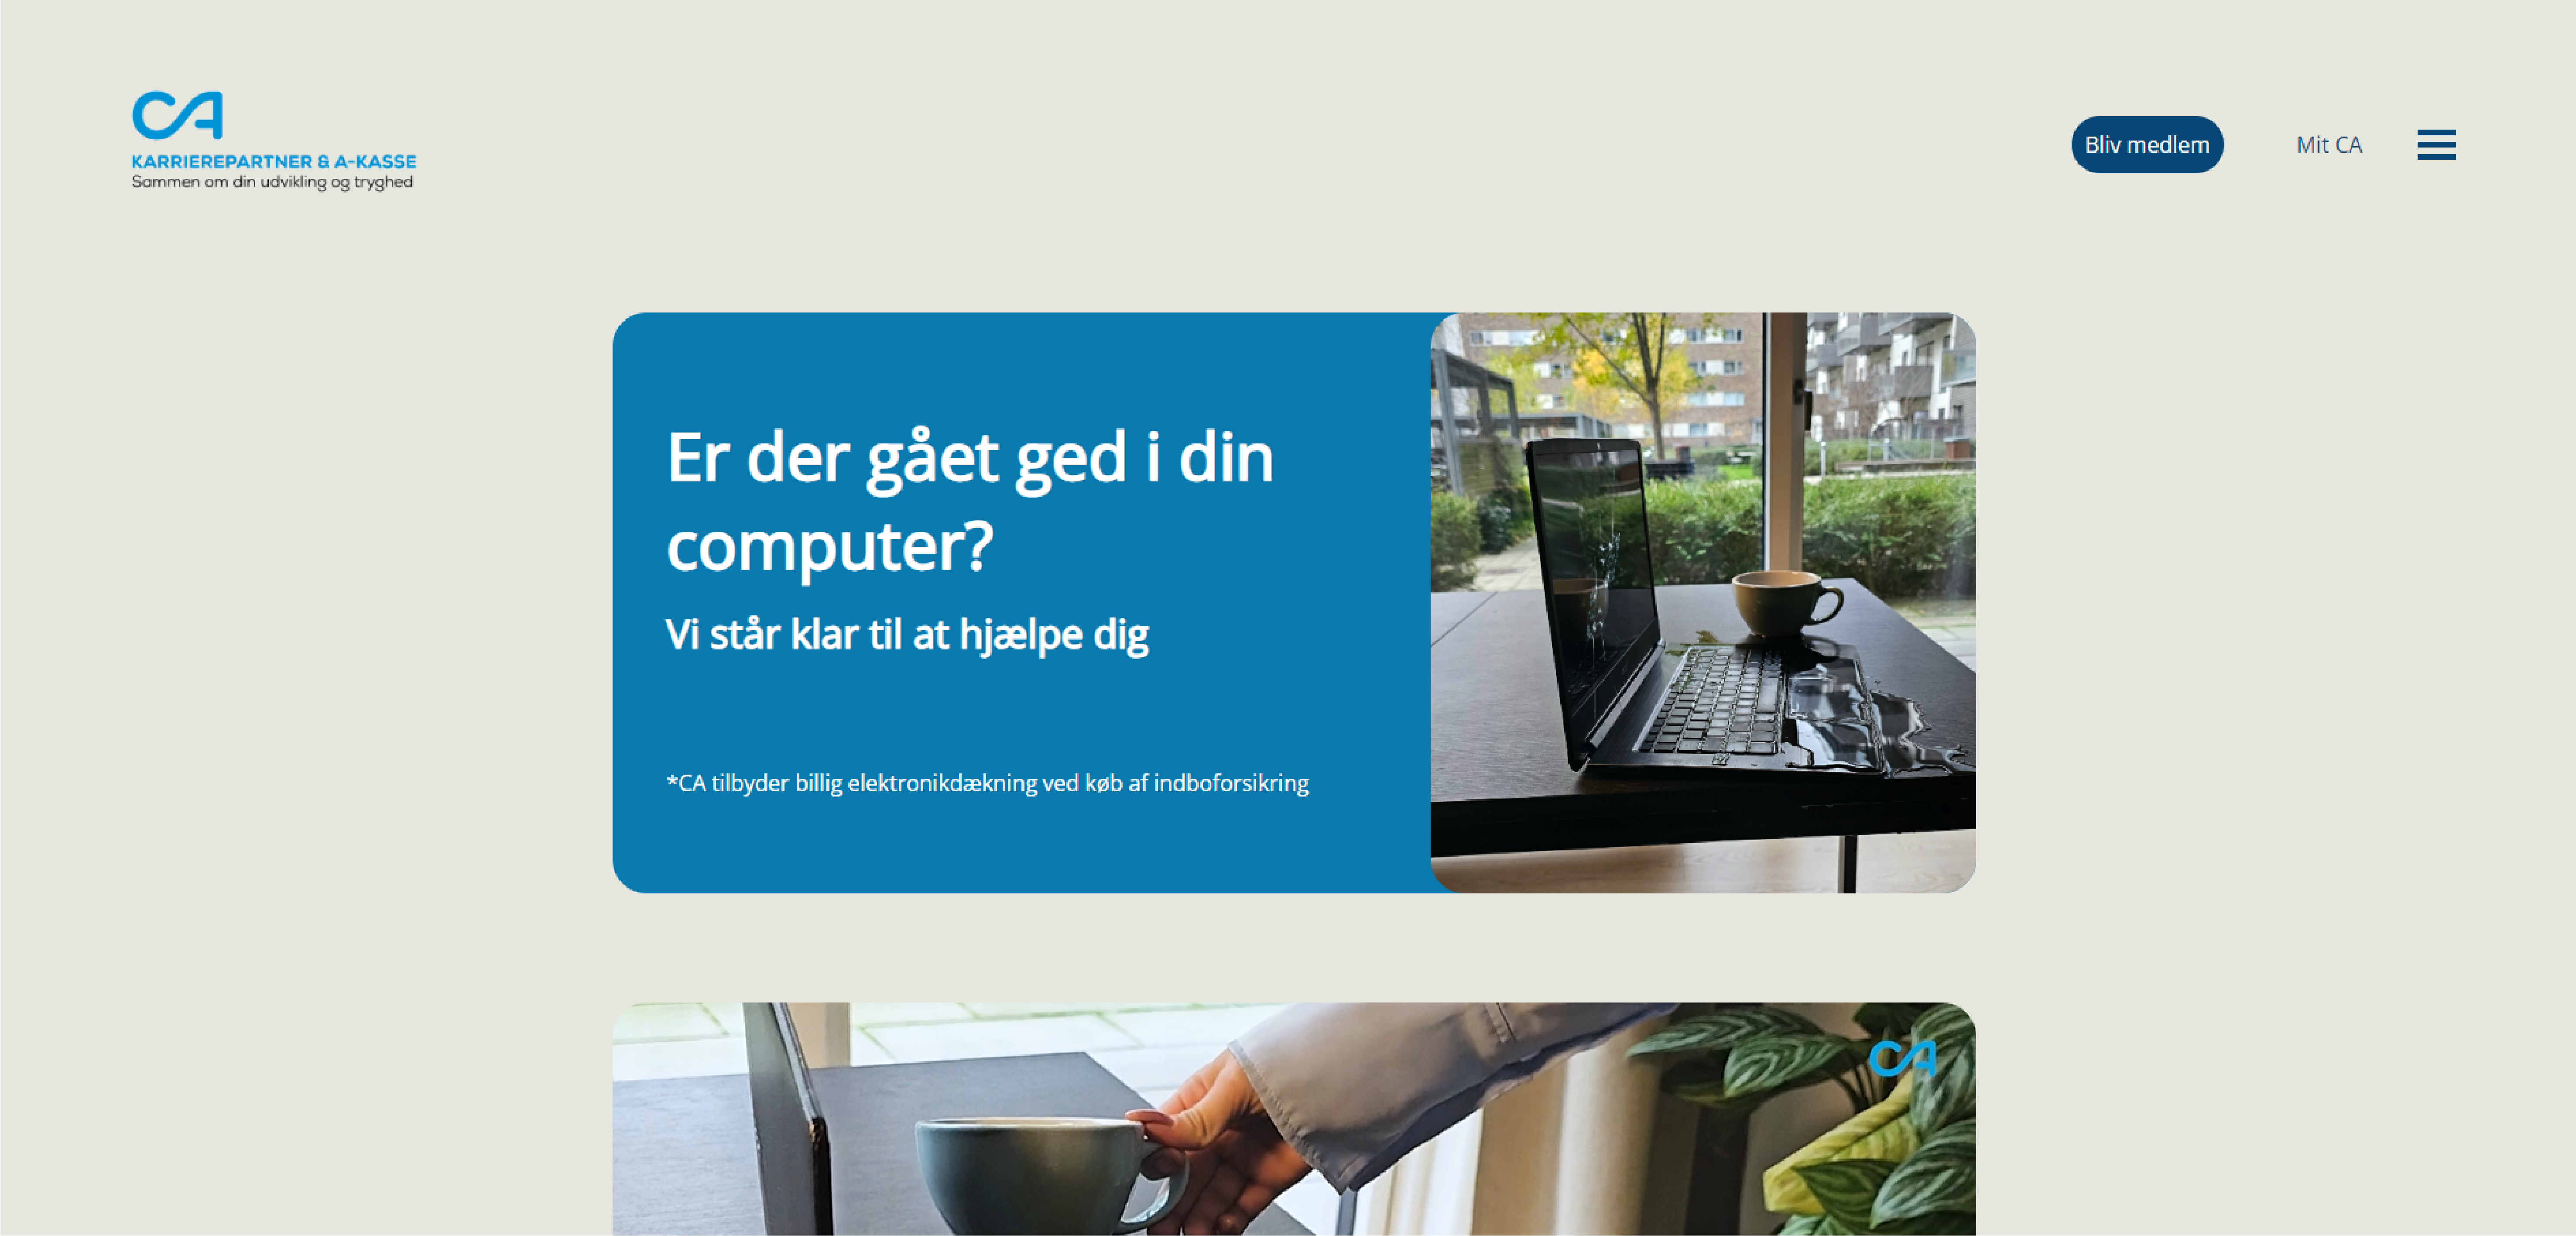 CA
KARRIEREPARTNER & A-KASSE
Sammen om din udvikling og tryghed
Bliv medlem
Mit CA
Er der gået ged i din
computer?
Vi står klar til at hjælpe dig
*CA tilbyder billig elektronikdækning ved køb af indboforsikring
CA